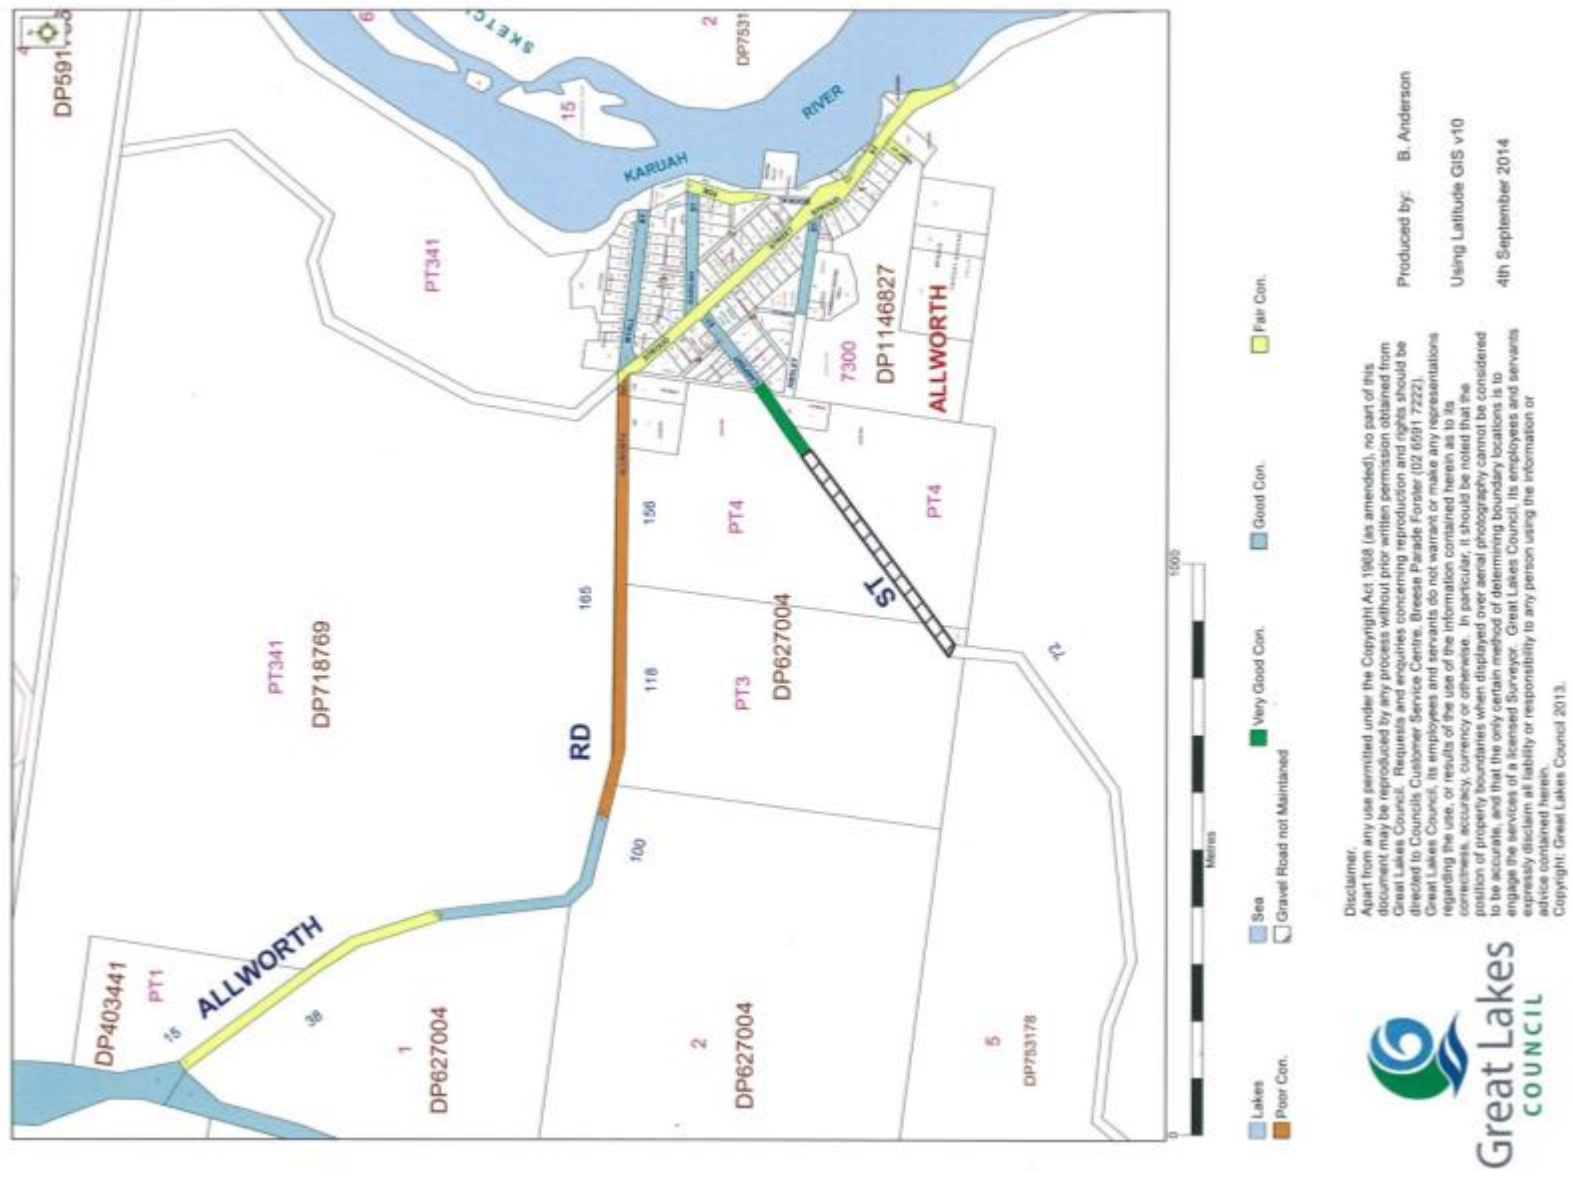 4
DP591765
6
SKETCH
2
DP7531
15
KARUAH
RIVER
PT341
PT341
DP718769
ALLWORTH
RD
ST
165
156
118
100
72
38
15
PT4
PT4
PT3
DP627004
7300
DP1146827
ALLWORTH
DP403441
PT1
1
DP627004
2
DP627004
5
DP753178
STROUD
STREET
STROUD
0
1000
Metres
Lakes
Sea
Very Good Con.
Good Con.
Fair Con.
Poor Con.
Gravel Road not Maintaned
Great Lakes
COUNCIL
Disclaimer.
Apart from any use permitted under the Copyright Act 1968 (as amended), no part of this
document may be reproduced by any process without prior written permission obtained from
Great Lakes Council. Requests and enquiries concerning reproduction and rights should be
directed to Councils Customer Service Centre, Breese Parade Forster (02 6591 7222).
Great Lakes Council, its employees and servants do not warrant or make any representations
regarding the use, or results of the use of the information contained herein as to its
correctness, accuracy, currency or otherwise. In particular, it should be noted that the
position of property boundaries when displayed over aerial photography cannot be considered
to be accurate, and that the only certain method of determining boundary locations is to
engage the services of a licensed Surveyor. Great Lakes Council, its employees and servants
expressly disclaim all liability or responsibility to any person using the information or
advice contained herein.
Copyright: Great Lakes Council 2013.
Produced by: B. Anderson
Using Latitude GIS v10
4th September 2014